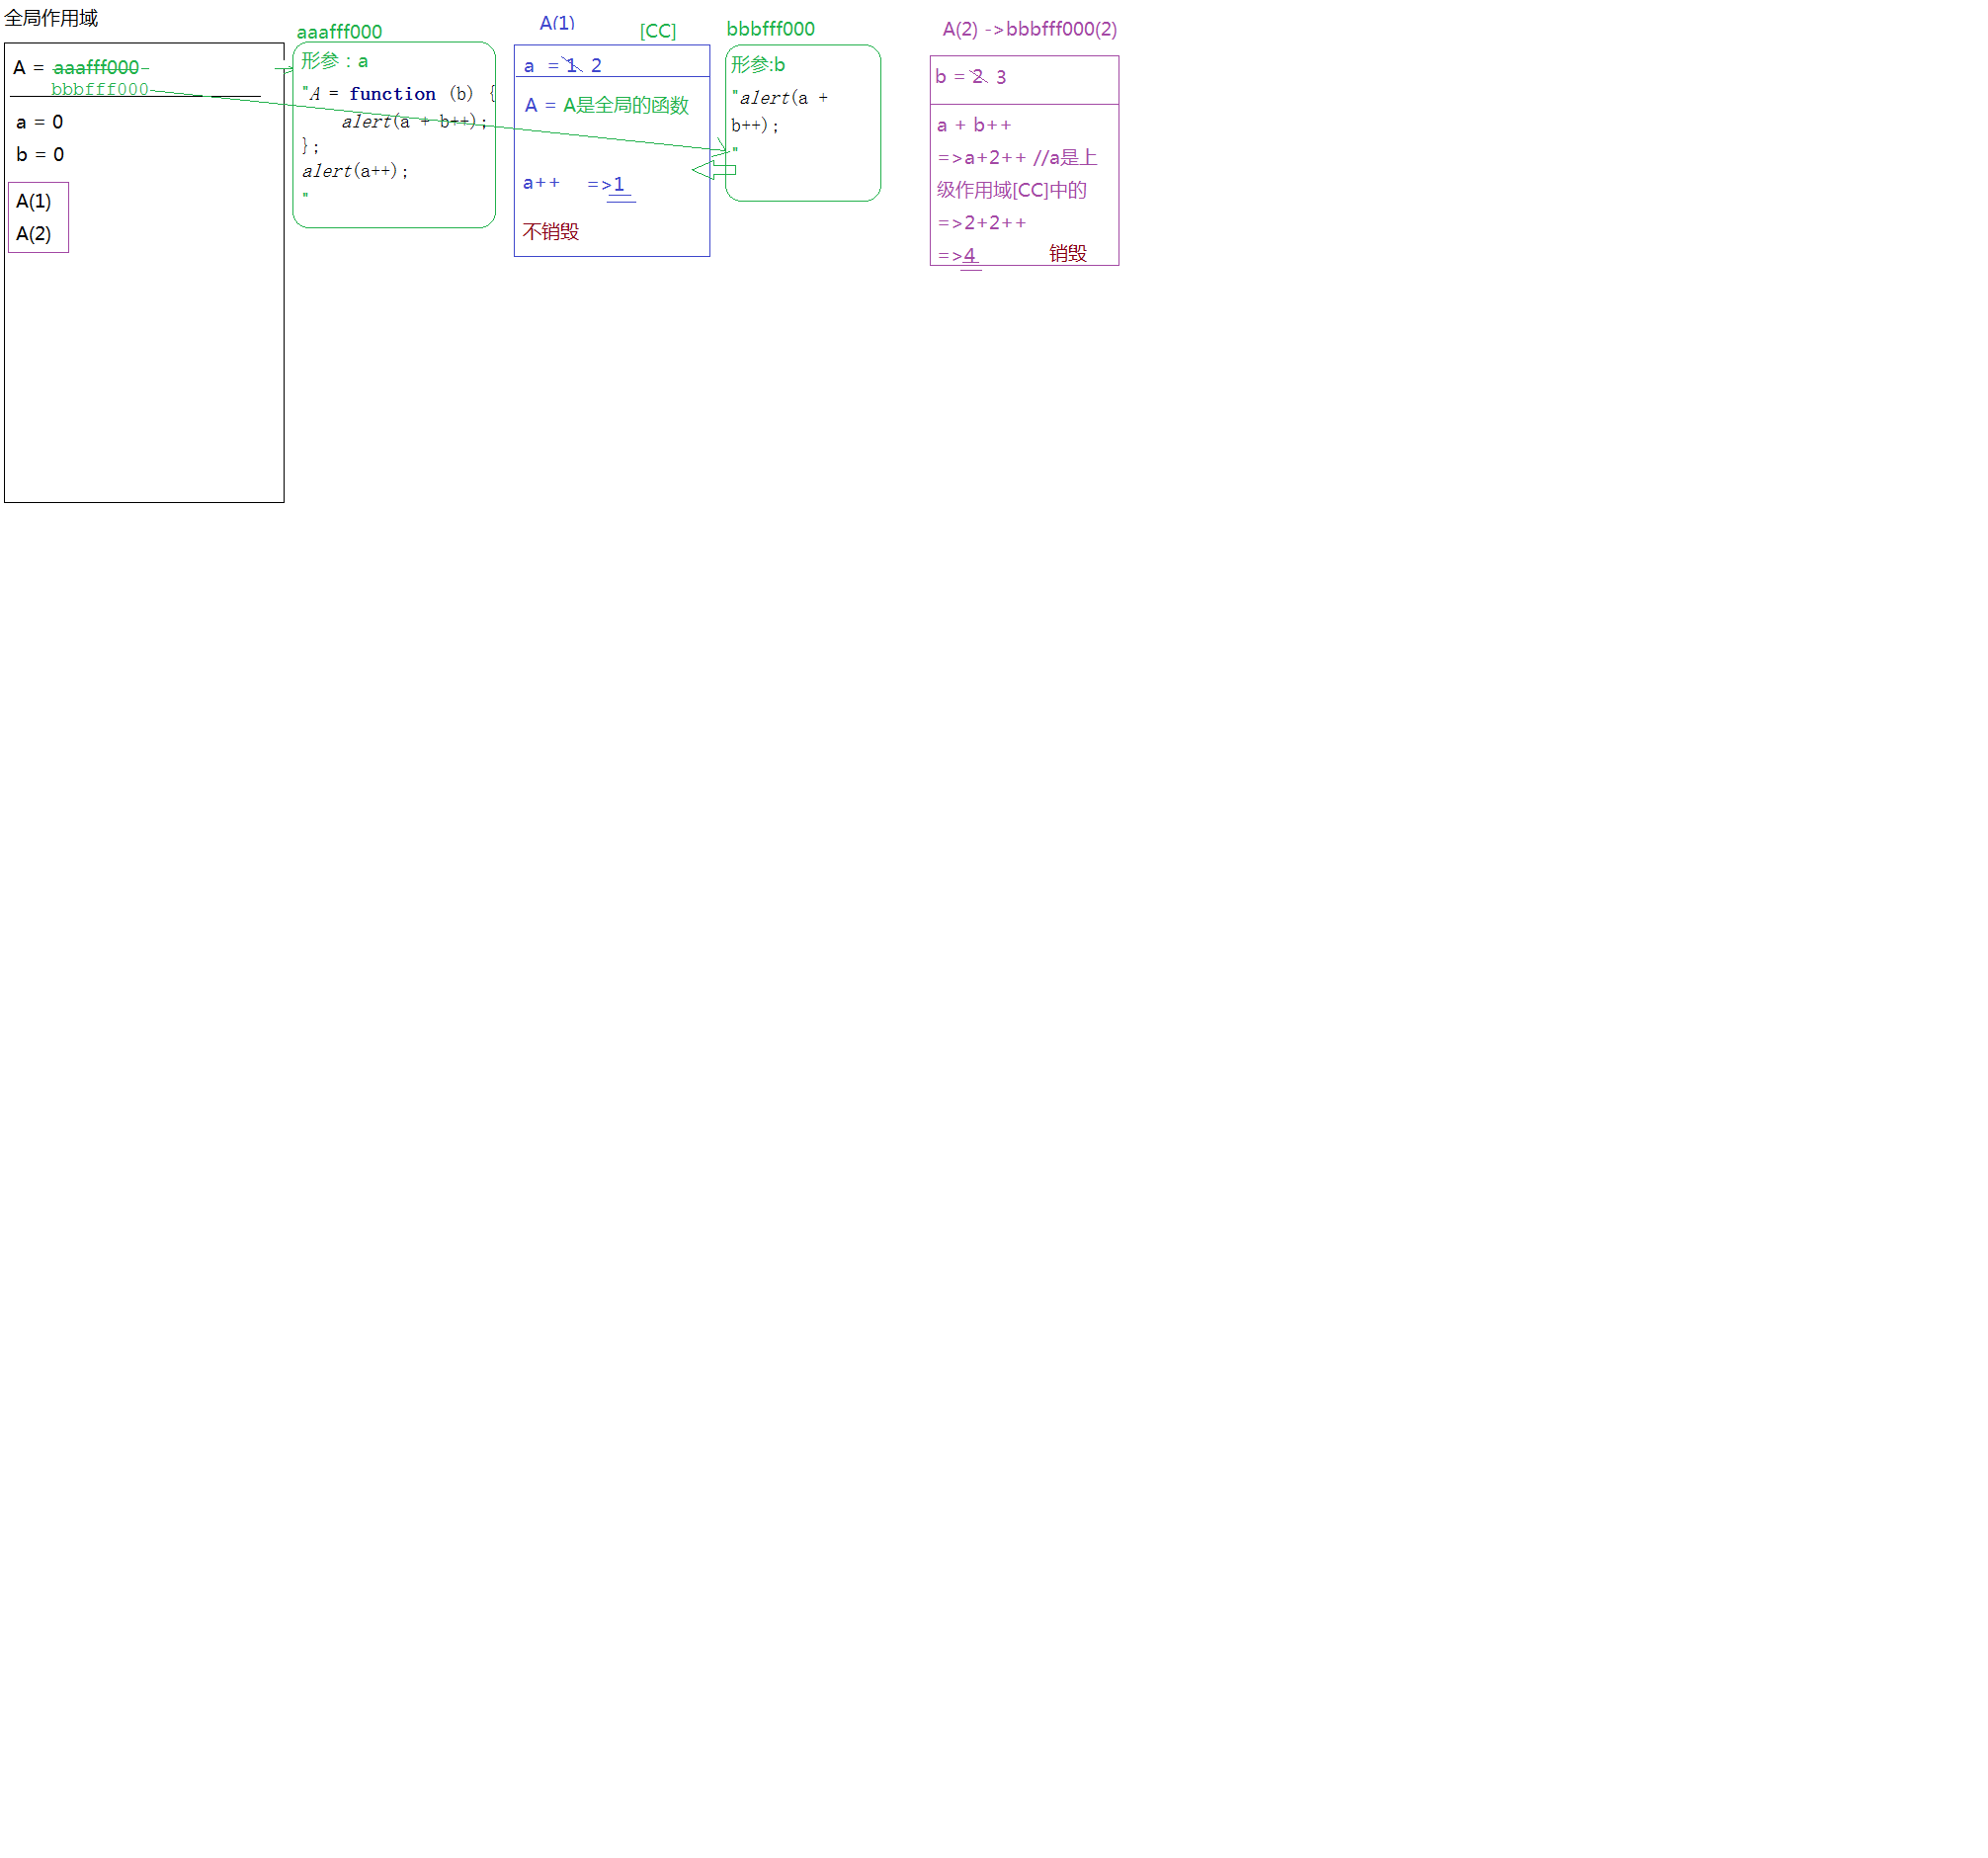 全局作用域
A = aaafff000
bbbfff000
a = 0
b = 0
A(1)
A(2)
aaafff000
形参：a
"A = function (b) {
alert(a + b++);
};
alert(a++);
"
A(1)
[CC]
a = 1 2
A = A是全局的函数
a++ =>1
不销毁
bbbfff000
形参:b
"alert(a +
b++);
"
A(2) ->bbbfff000(2)
b = 2 3
a + b++
=>a+2++ //a是上
级作用域[CC]中的
=>2+2++
=>4 销毁